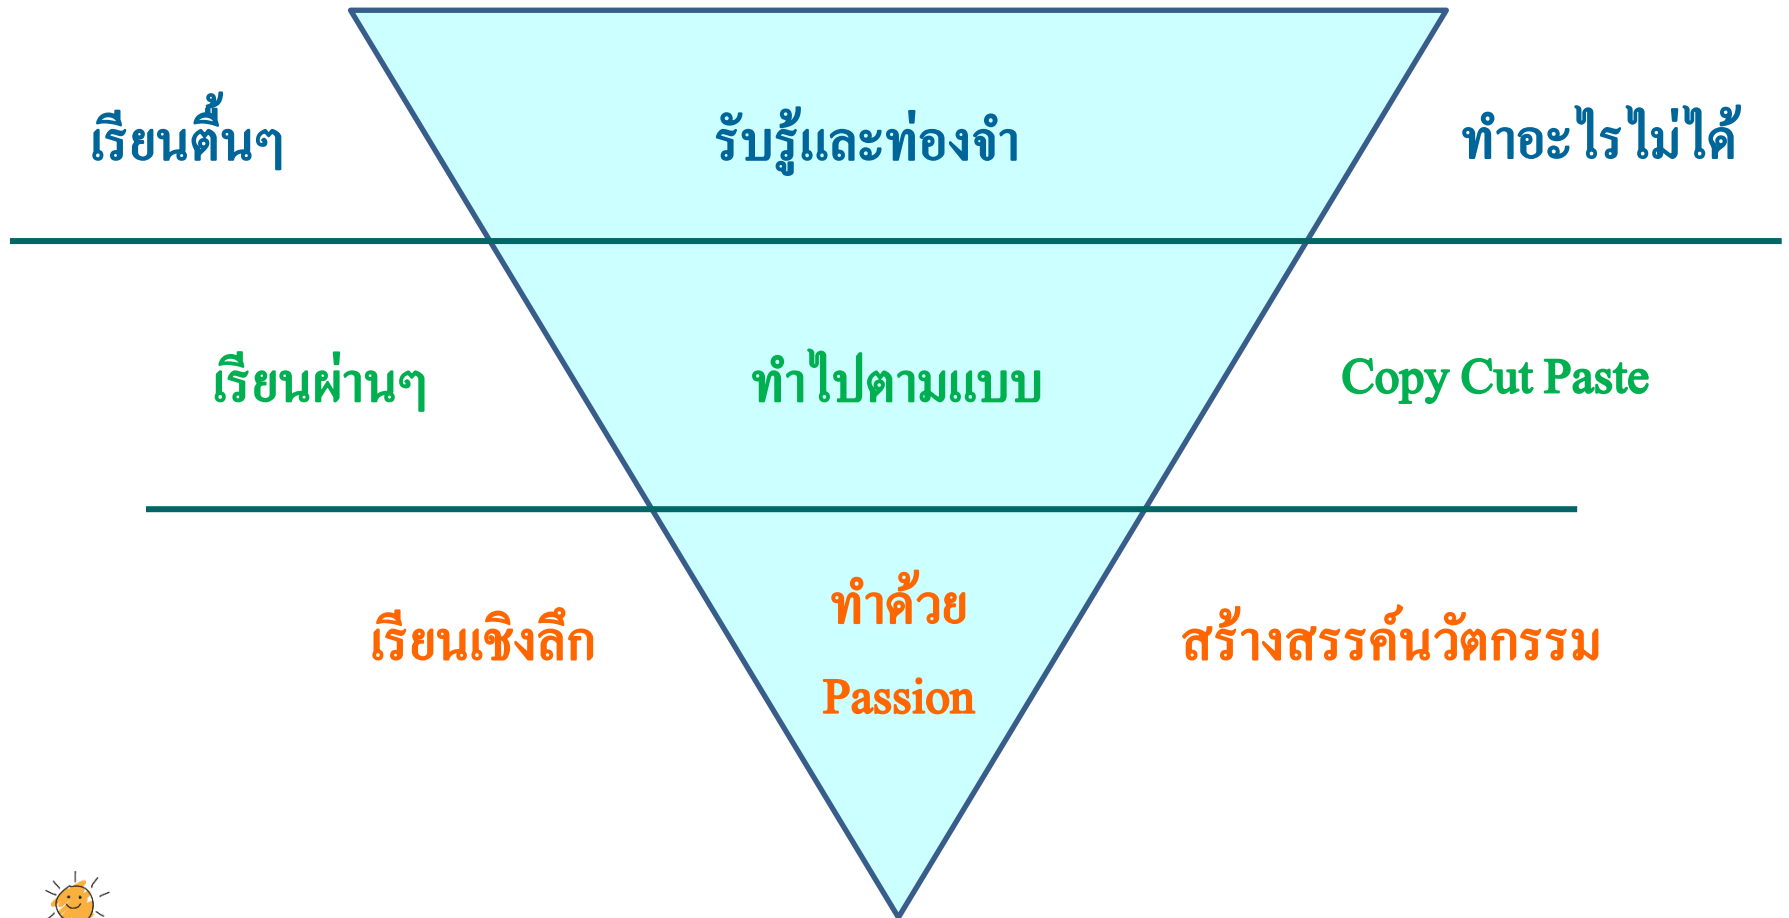 เรียนตื้นๆ
รับรู้และท่องจำ
ทำอะไรไม่ได้
เรียนผ่านๆ
ทำไปตามแบบ
Copy Cut Paste
เรียนเชิงลึก
ทำด้วย
Passion
สร้างสรรค์นวัตกรรม